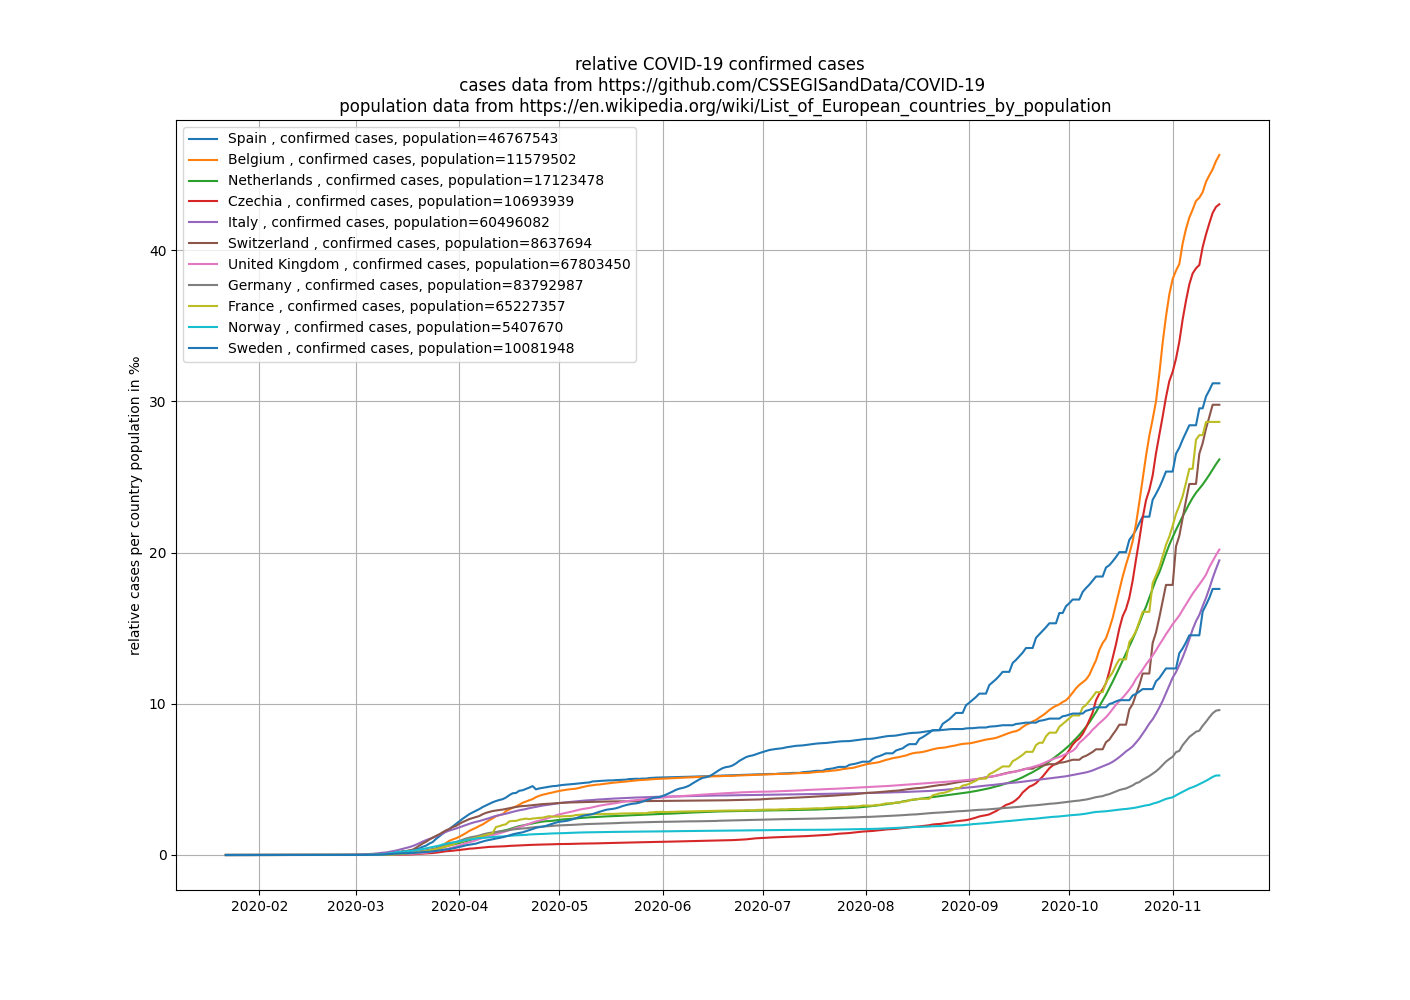 relative COVID-19 confirmed cases
cases data from https://github.com/CSSEGISandData/COVID-19
population data from https://en.wikipedia.org/wiki/List_of_European_countries_by_population
Spain , confirmed cases, population=46767543
Belgium , confirmed cases, population=11579502
Netherlands , confirmed cases, population=17123478
Czechia , confirmed cases, population=10693939
Italy , confirmed cases, population=60496082
Switzerland , confirmed cases, population=8637694
United Kingdom , confirmed cases, population=67803450
Germany , confirmed cases, population=83792987
France , confirmed cases, population=65227357
Norway , confirmed cases, population=5407670
Sweden , confirmed cases, population=10081948
relative cases per country population in ‰
40
30
20
10
0
2020-02 2020-03 2020-04 2020-05 2020-06 2020-07 2020-08 2020-09 2020-10 2020-11